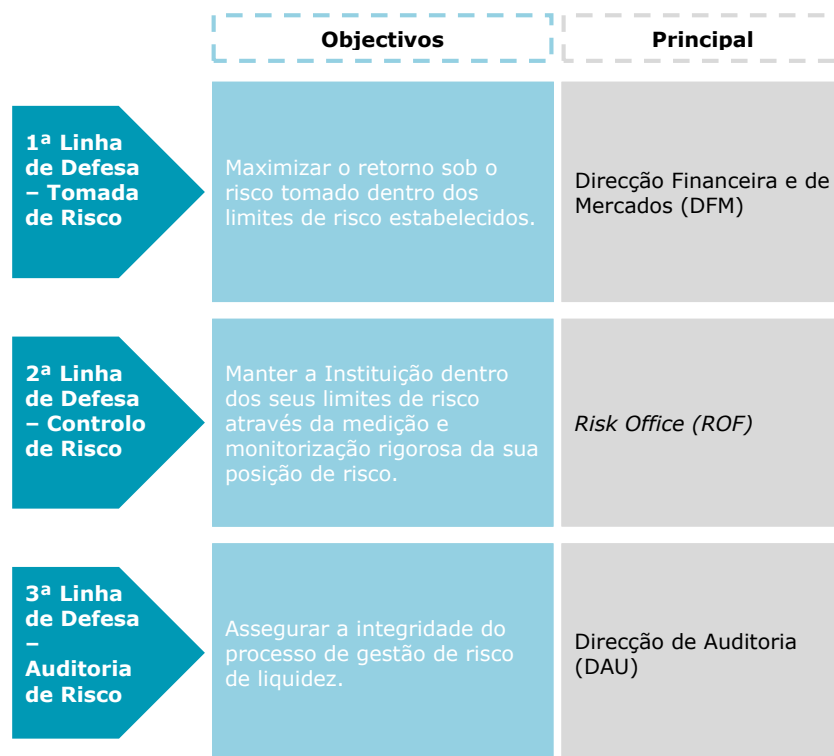 Objectivos
Principal
1ª Linha
de Defesa
– Tomada
de Risco
Maximizar o retorno sob o
risco tomado dentro dos
limites de risco estabelecidos.
Direcção Financeira e de
Mercados (DFM)
2ª Linha
de Defesa
– Controlo
de Risco
Manter a Instituição dentro
dos seus limites de risco
através da medição e
monitorização rigorosa da sua
posição de risco.
Risk Office (ROF)
3ª Linha
de Defesa
–
Auditoria
de Risco
Assegurar a integridade do
processo de gestão de risco
de liquidez.
Direcção de Auditoria
(DAU)